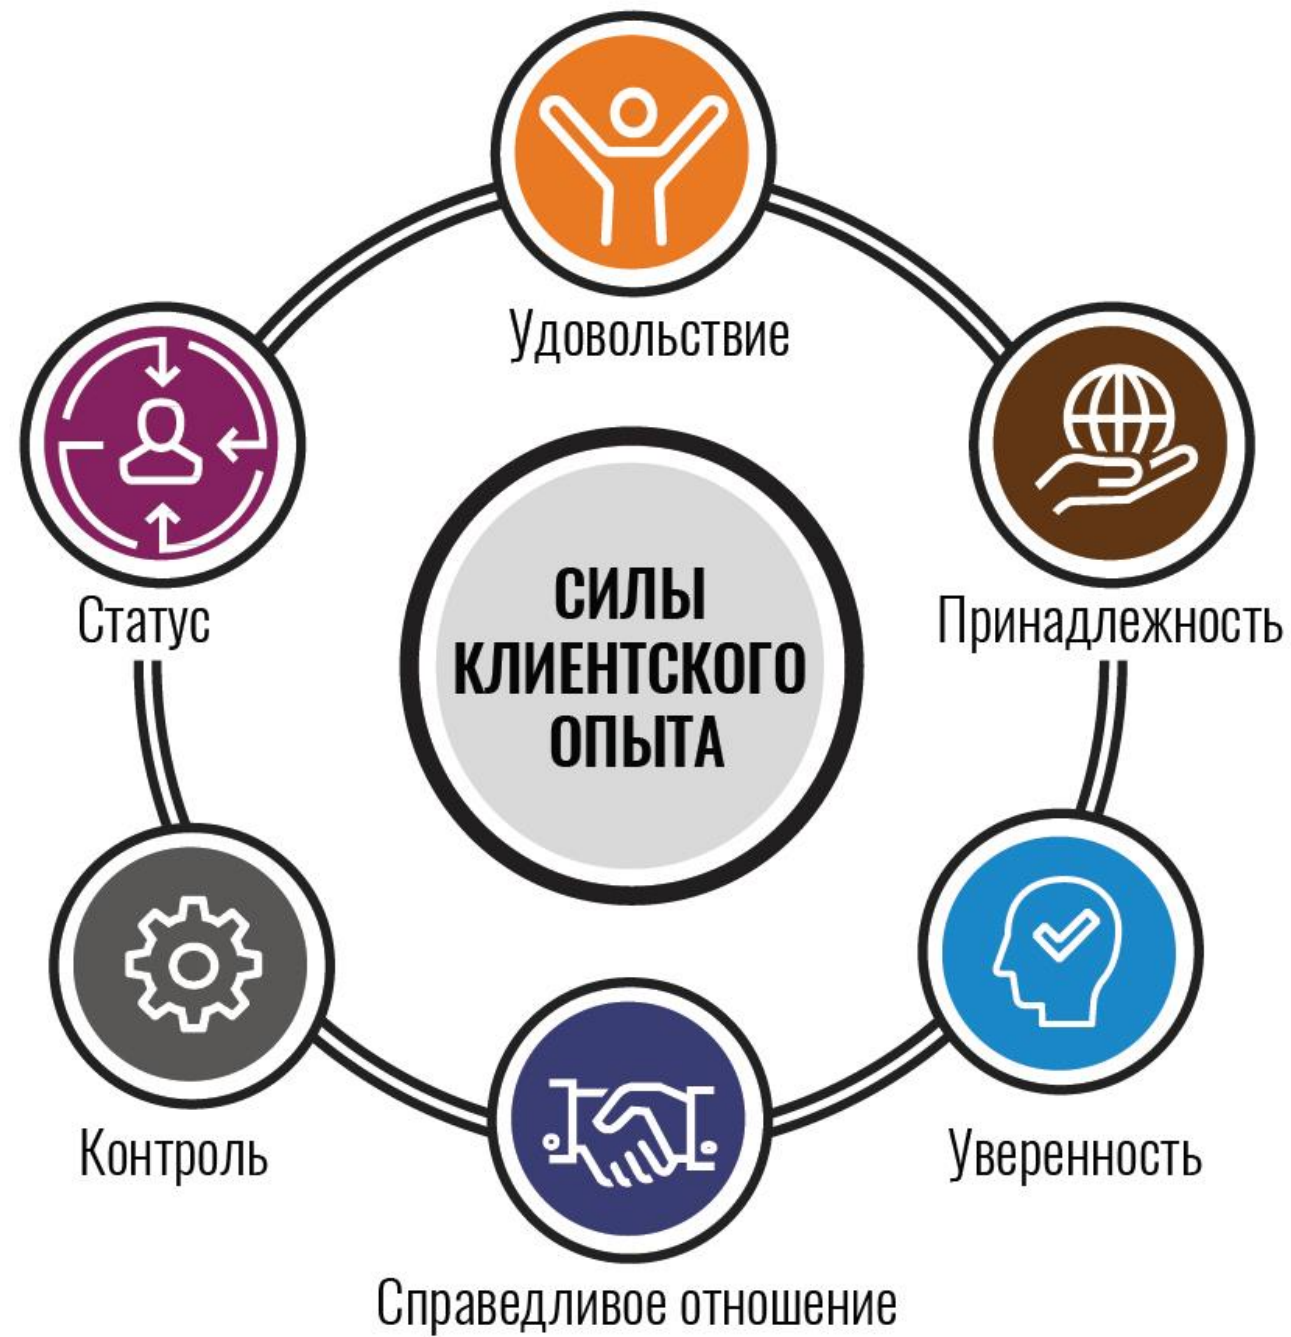 Удовольствие
Статус
Принадлежность
СИЛЫ
КЛИЕНТСКОГО
ОПЫТА
Контроль
Уверенность
Справедливое отношение